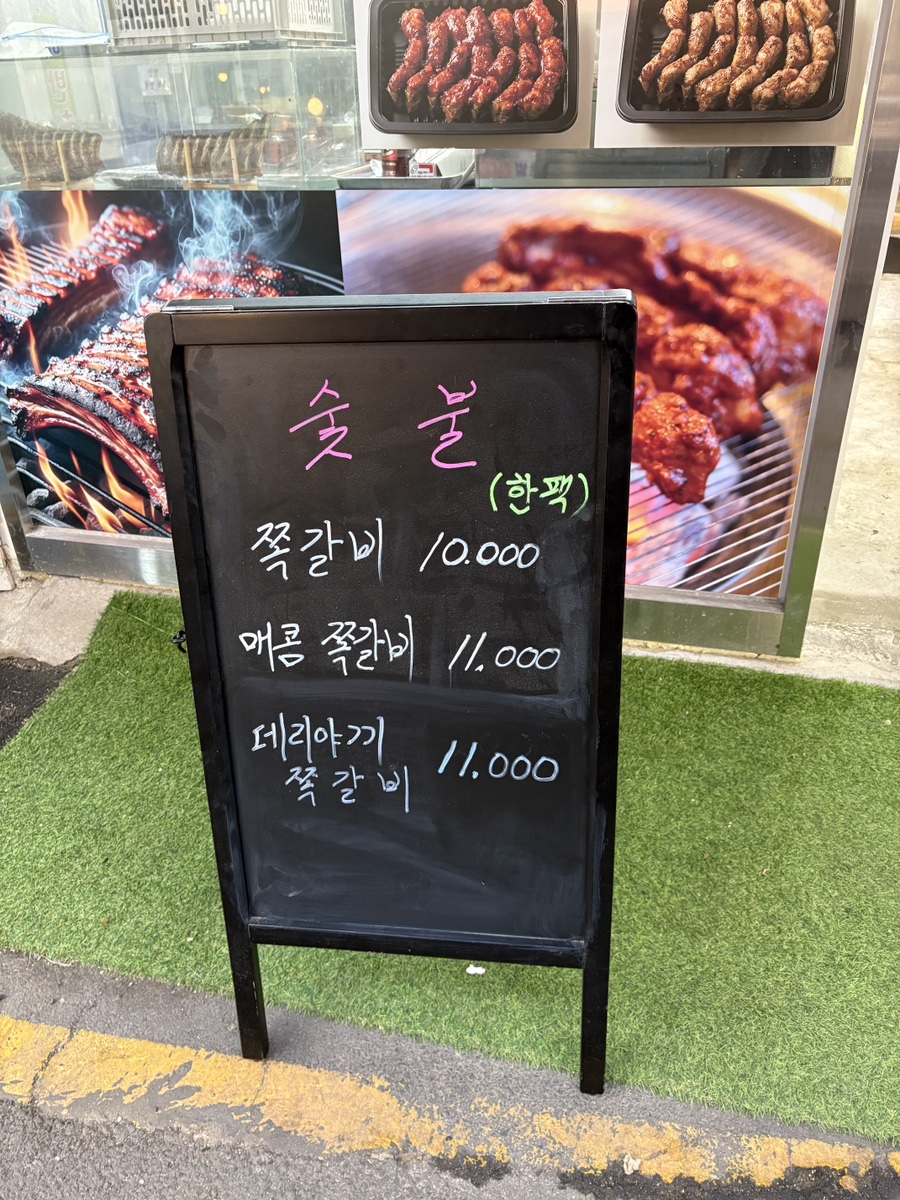 숯 불
(한팩)
쪽갈비 10.000
매콤 쪽갈비 11.000
데리야끼
쪽갈비 11.000